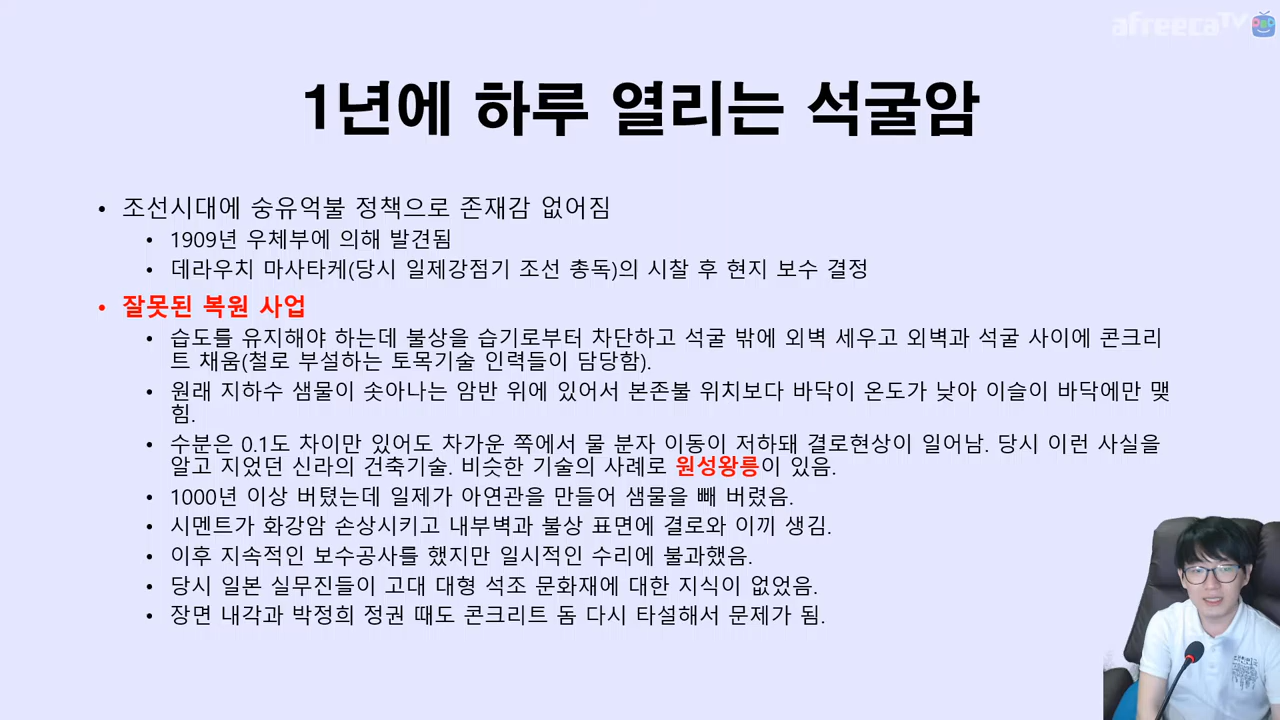 afreecaTV
1년에 하루 열리는 석굴암
• 조선시대에 숭유억불 정책으로 존재감 없어짐
• 1909년 우체부에 의해 발견됨
• 데라우치 마사타케(당시 일제강점기 조선 총독)의 시찰 후 현지 보수 결정
• 잘못된 복원 사업
• 습도를 유지해야 하는데 불상을 습기로부터 차단하고 석굴 밖에 외벽 세우고 외벽과 석굴 사이에 콘크리
트 채움(철로 부설하는 토목기술 인력들이 담당함).
• 원래 지하수 샘물이 솟아나는 암반 위에 있어서 본존불 위치보다 바닥이 온도가 낮아 이슬이 바닥에만 맺
힘.
• 수분은 0.1도 차이만 있어도 차가운 쪽에서 물 분자 이동이 저하돼 결로현상이 일어남. 당시 이런 사실을
알고 지었던 신라의 건축기술. 비슷한 기술의 사례로 원성왕릉이 있음.
• 1000년 이상 버텼는데 일제가 아연관을 만들어 샘물을 빼 버렸음.
• 시멘트가 화강암 손상시키고 내부벽과 불상 표면에 결로와 이끼 생김.
• 이후 지속적인 보수공사를 했지만 일시적인 수리에 불과했음.
• 당시 일본 실무진들이 고대 대형 석조 문화재에 대한 지식이 없었음.
• 장면 내각과 박정희 정권 때도 콘크리트 돔 다시 타설해서 문제가 됨.